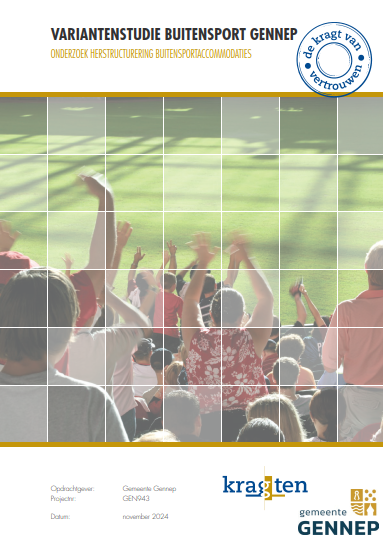 VARIANTENSTUDIE BUITENSPORT GENNEP
ONDERZOEK HERSTRUCTURERING BUITENSPORTACCOMMODATIES
de kragt van
vertrouwen
kragten
Opdrachtgever: Gemeente Gennep
Projectnr: GEN943
Datum: november 2024
gemeente
GENNEP